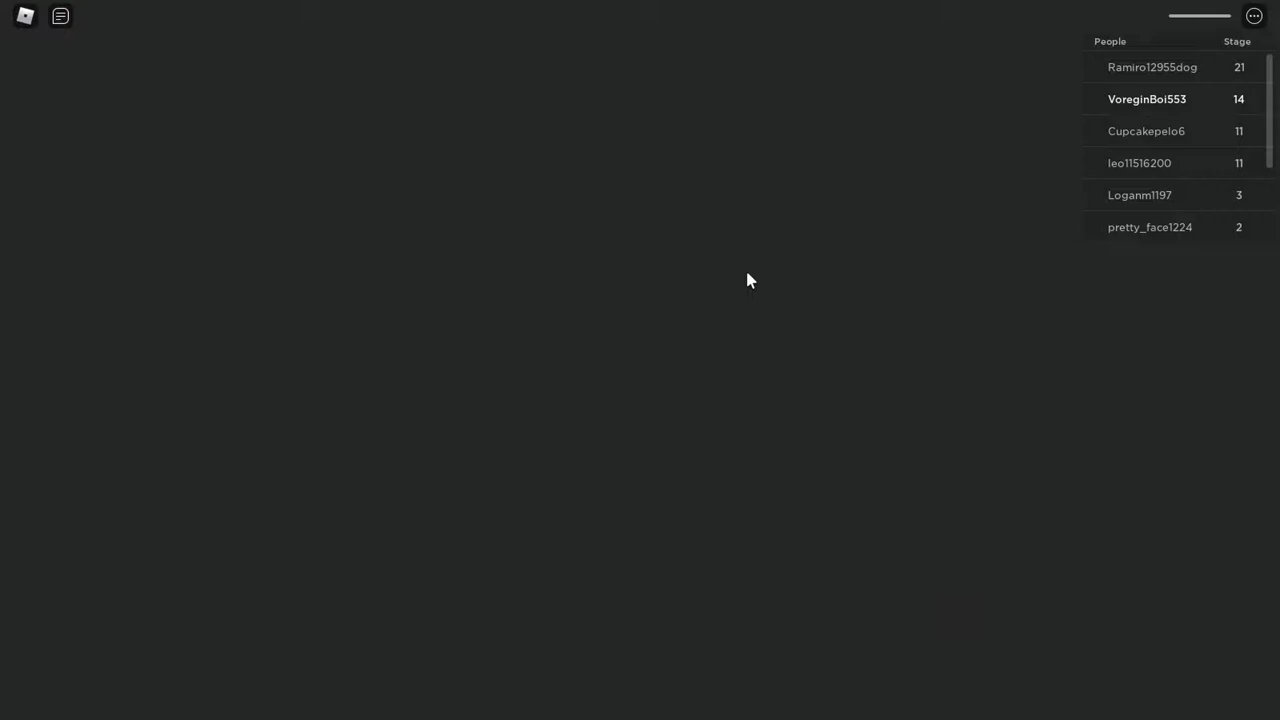 People Stage
Ramiro12955dog 21
VoreginBoi553 14
Cupcakepelo6 11
leo11516200 11
Loganm1197 3
pretty_face1224 2